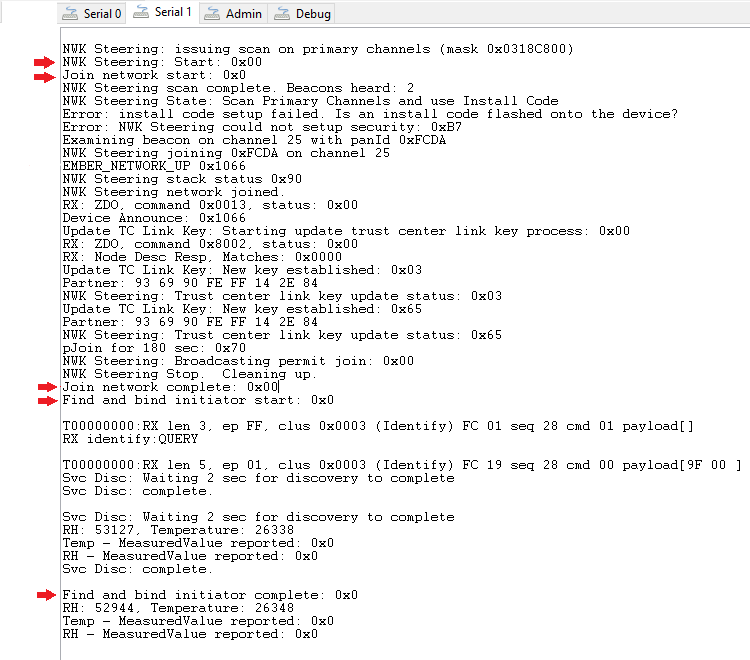 Serial 0
Serial 1
Admin
Debug
NWK Steering: issuing scan on primary channels (mask 0x0318C800)
NWK Steering: Start: 0x00
Join network start: 0x0
NWK Steering scan complete. Beacons heard: 2
NWK Steering State: Scan Primary Channels and use Install Code
Error: install code setup failed. Is an install code flashed onto the device?
Error: NWK Steering could not setup security: 0xB7
Examining beacon on channel 25 with panId 0xFCDA
NWK Steering joining 0xFCDA on channel 25
EMBER_NETWORK_UP 0x1066
NWK Steering stack status 0x90
NWK Steering network joined.
RX: ZDO, command 0x0013, status: 0x00
Device Announce: 0x1066
Update TC Link Key: Starting update trust center link key process: 0x00
RX: ZDO, command 0x8002, status: 0x00
RX: Node Desc Resp, Matches: 0x0000
Update TC Link Key: New key established: 0x03
Partner: 93 69 90 FE FF 14 2E 84
NWK Steering: Trust center link key update status: 0x03
Update TC Link Key: New key established: 0x65
Partner: 93 69 90 FE FF 14 2E 84
NWK Steering: Trust center link key update status: 0x65
pJoin for 180 sec: 0x70
NWK Steering: Broadcasting permit join: 0x00
NWK Steering Stop.  Cleaning up.
Join network complete: 0x00
Find and bind initiator start: 0x0
T00000000:RX len 3, ep FF, clus 0x0003 (Identify) FC 01 seq 28 cmd 01 payload[]
RX identify:QUERY
T00000000:RX len 5, ep 01, clus 0x0003 (Identify) FC 19 seq 28 cmd 00 payload[9F 00 ]
Svc Disc: Waiting 2 sec for discovery to complete
Svc Disc: complete.
Svc Disc: Waiting 2 sec for discovery to complete
RH: 53127, Temperature: 26338
Temp - MeasuredValue reported: 0x0
RH - MeasuredValue reported: 0x0
Svc Disc: complete.
Find and bind initiator complete: 0x0
RH: 52944, Temperature: 26348
Temp - MeasuredValue reported: 0x0
RH - MeasuredValue reported: 0x0